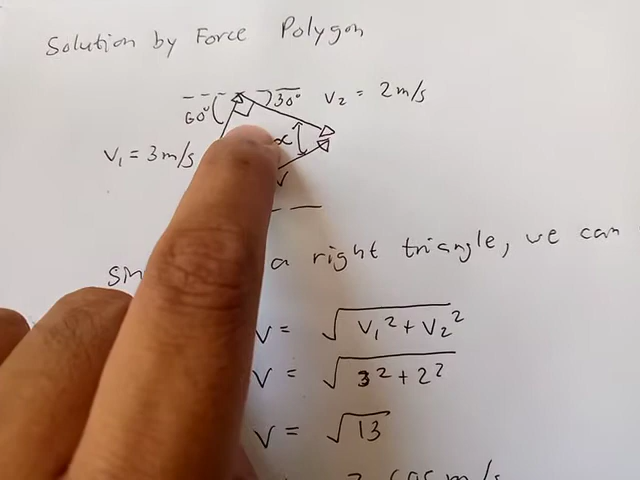 Solution by Force Polygon
60° 30° V₂ = 2m/s
V₁ = 3m/s α
V
a right triangle, we can
V = √V₁² + V₂²
V = √3² + 2²
V = √13
m/s